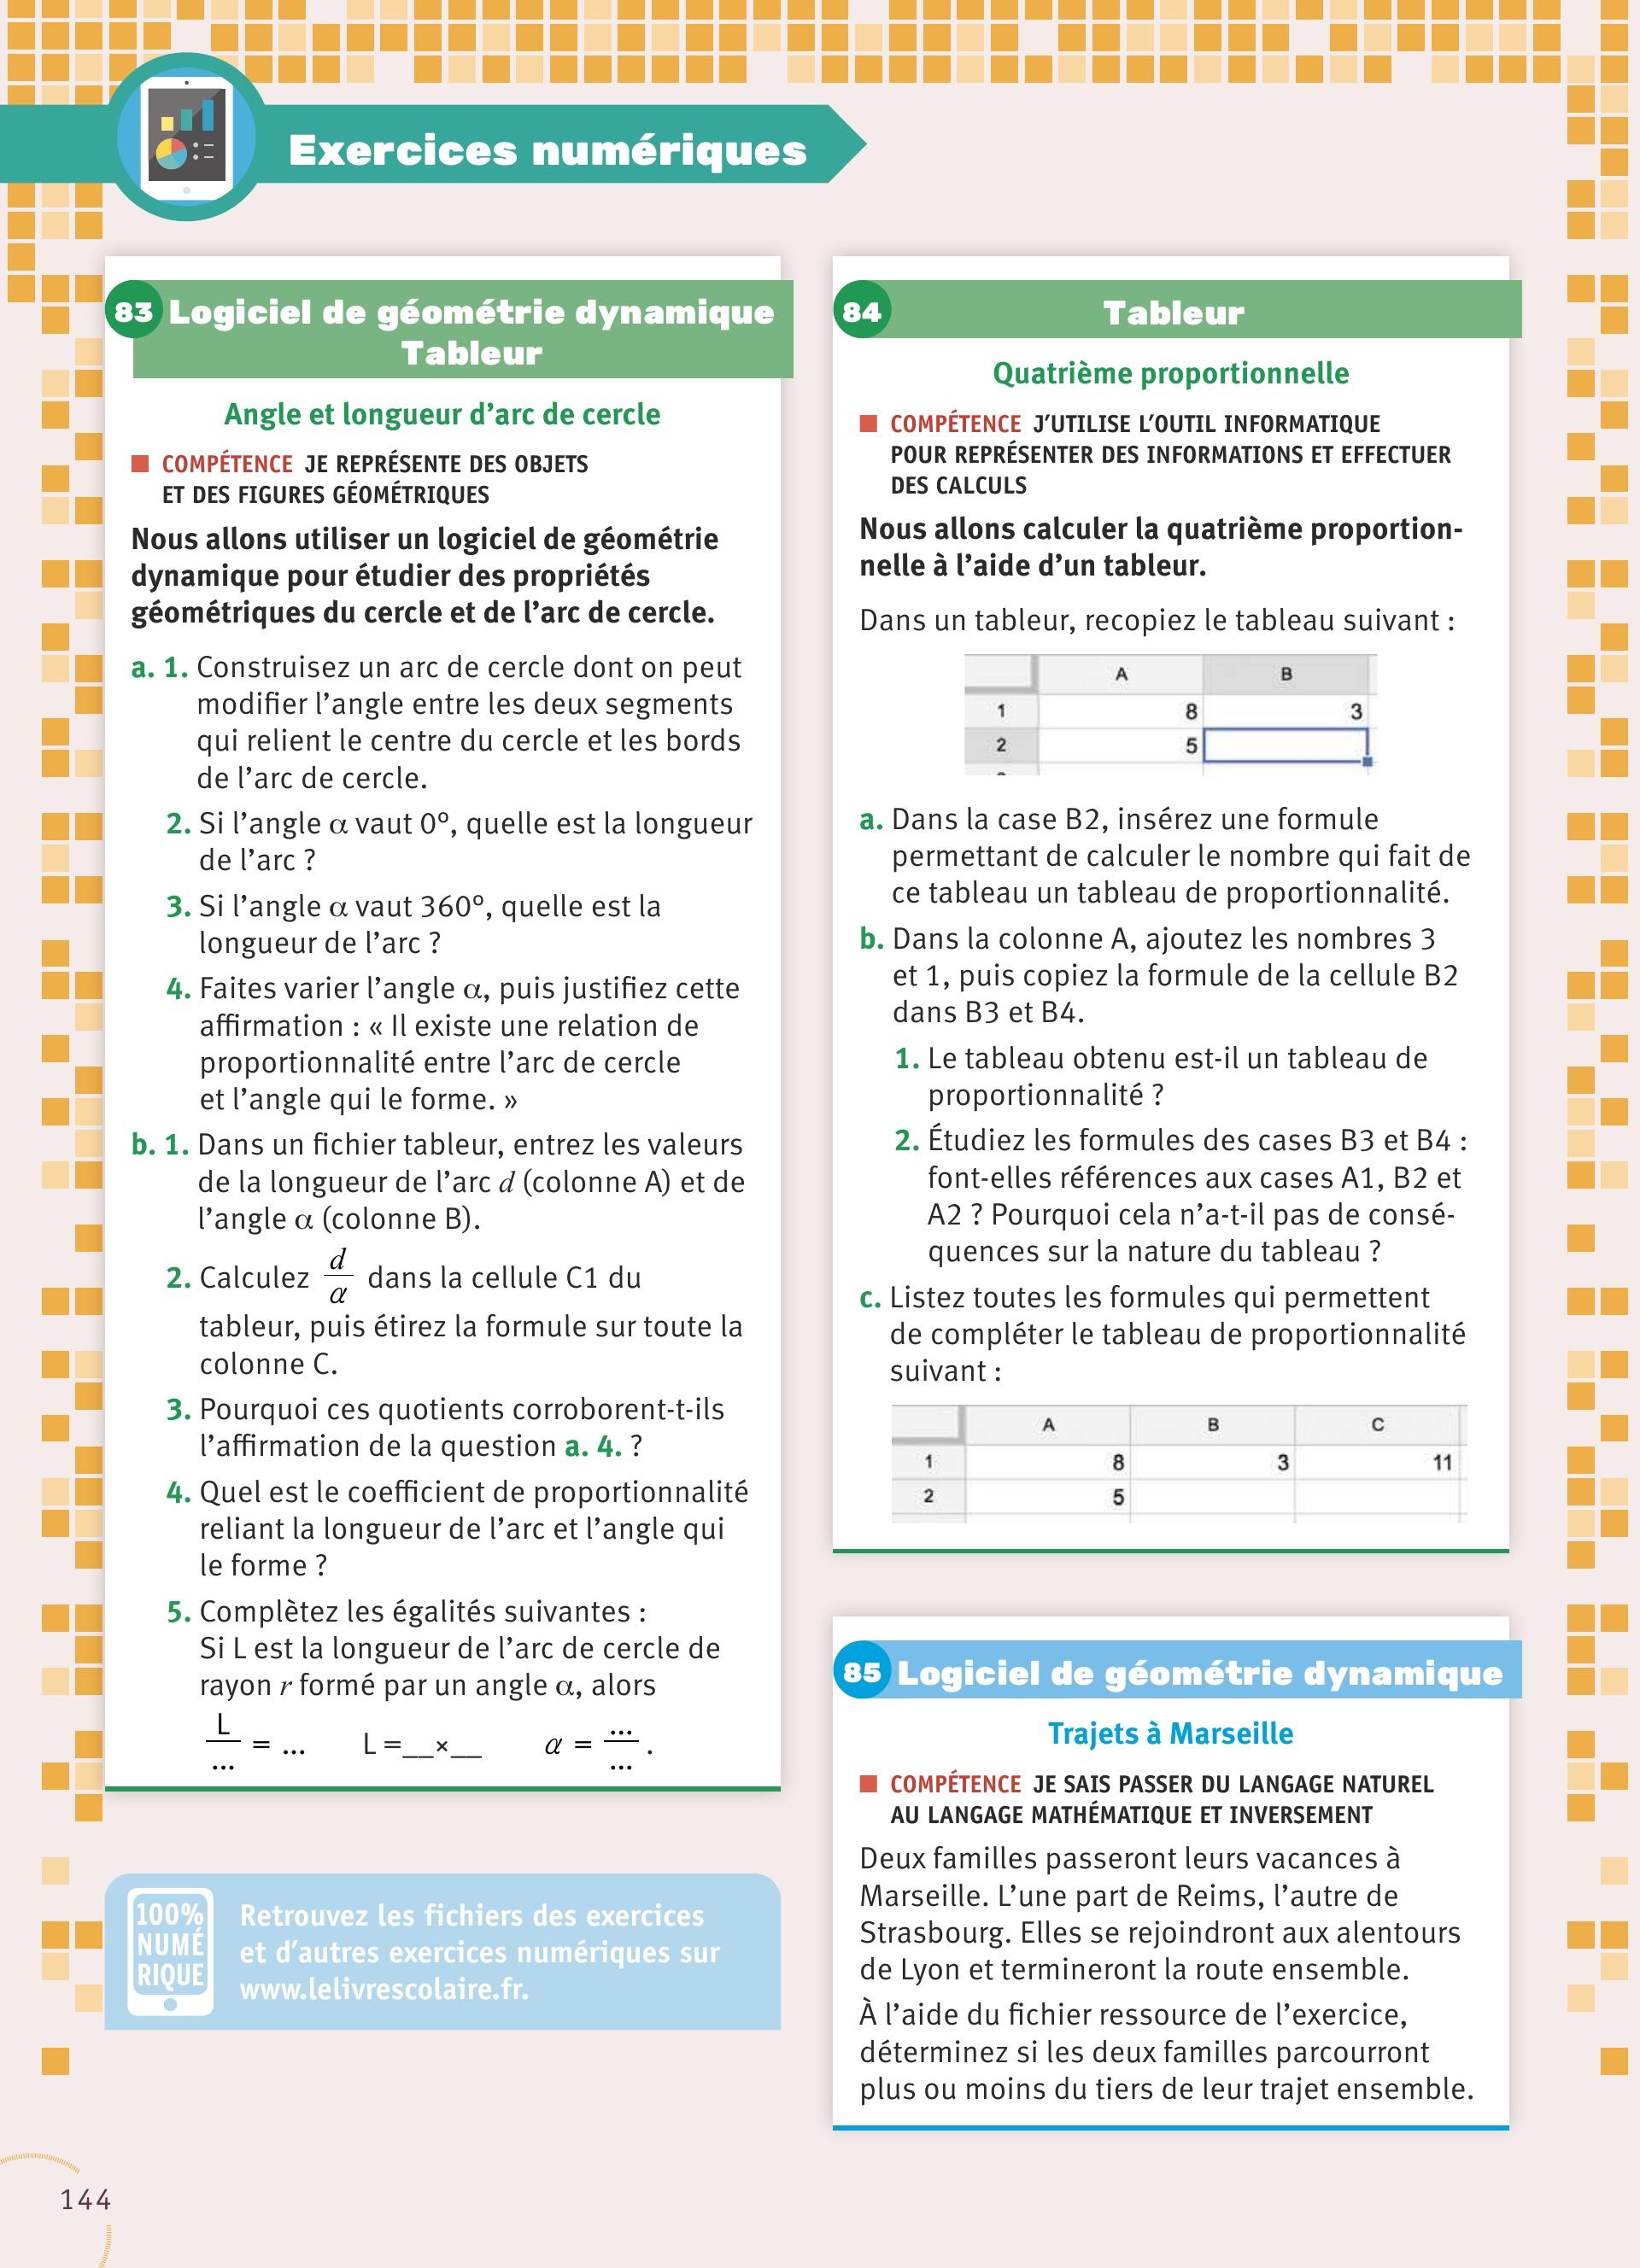 Exercices numériques
83 Logiciel de géométrie dynamique
Tableur
Angle et longueur d’arc de cercle
COMPÉTENCE JE REPRÉSENTE DES OBJETS
ET DES FIGURES GÉOMÉTRIQUES
Nous allons utiliser un logiciel de géométrie
dynamique pour étudier des propriétés
géométriques du cercle et de l’arc de cercle.
a. 1. Construisez un arc de cercle dont on peut
modifier l’angle entre les deux segments
qui relient le centre du cercle et les bords
de l’arc de cercle.
2. Si l’angle α vaut 0°, quelle est la longueur
de l’arc ?
3. Si l’angle α vaut 360°, quelle est la
longueur de l’arc ?
4. Faites varier l’angle α, puis justifiez cette
affirmation : « Il existe une relation de
proportionnalité entre l’arc de cercle
et l’angle qui le forme. »
b. 1. Dans un fichier tableur, entrez les valeurs
de la longueur de l’arc d (colonne A) et de
l’angle α (colonne B).
2. Calculez d/α dans la cellule C1 du
tableur, puis étirez la formule sur toute la
colonne C.
3. Pourquoi ces quotients corroborent-t-ils
l’affirmation de la question a. 4. ?
4. Quel est le coefficient de proportionnalité
reliant la longueur de l’arc et l’angle qui
le forme ?
5. Complètez les égalités suivantes :
Si L est la longueur de l’arc de cercle de
rayon r formé par un angle α, alors
L/... = ... L =__×__ α = .../... .
100%
NUMÉ
RIQUE
Retrouvez les fichiers des exercices
et d’autres exercices numériques sur
www.lelivrescolaire.fr.
84 Tableur
Quatrième proportionnelle
COMPÉTENCE J’UTILISE L’OUTIL INFORMATIQUE
POUR REPRÉSENTER DES INFORMATIONS ET EFFECTUER
DES CALCULS
Nous allons calculer la quatrième proportion-
nelle à l’aide d’un tableur.
Dans un tableur, recopiez le tableau suivant :
A B
1 8 3
2 5
a. Dans la case B2, insérez une formule
permettant de calculer le nombre qui fait de
ce tableau un tableau de proportionnalité.
b. Dans la colonne A, ajoutez les nombres 3
et 1, puis copiez la formule de la cellule B2
dans B3 et B4.
1. Le tableau obtenu est-il un tableau de
proportionnalité ?
2. Étudiez les formules des cases B3 et B4 :
font-elles références aux cases A1, B2 et
A2 ? Pourquoi cela n’a-t-il pas de consé-
quences sur la nature du tableau ?
c. Listez toutes les formules qui permettent
de compléter le tableau de proportionnalité
suivant :
A B C
1 8 3 11
2 5
85 Logiciel de géométrie dynamique
Trajets à Marseille
COMPÉTENCE JE SAIS PASSER DU LANGAGE NATUREL
AU LANGAGE MATHÉMATIQUE ET INVERSEMENT
Deux familles passeront leurs vacances à
Marseille. L’une part de Reims, l’autre de
Strasbourg. Elles se rejoindront aux alentours
de Lyon et termineront la route ensemble.
À l’aide du fichier ressource de l’exercice,
déterminez si les deux familles parcourront
plus ou moins du tiers de leur trajet ensemble.
144